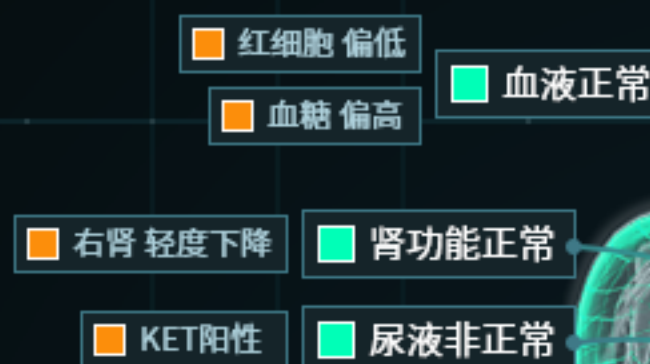 红细胞 偏低
血液正常
血糖 偏高
右肾 轻度下降
肾功能正常
KET阳性
尿液非正常